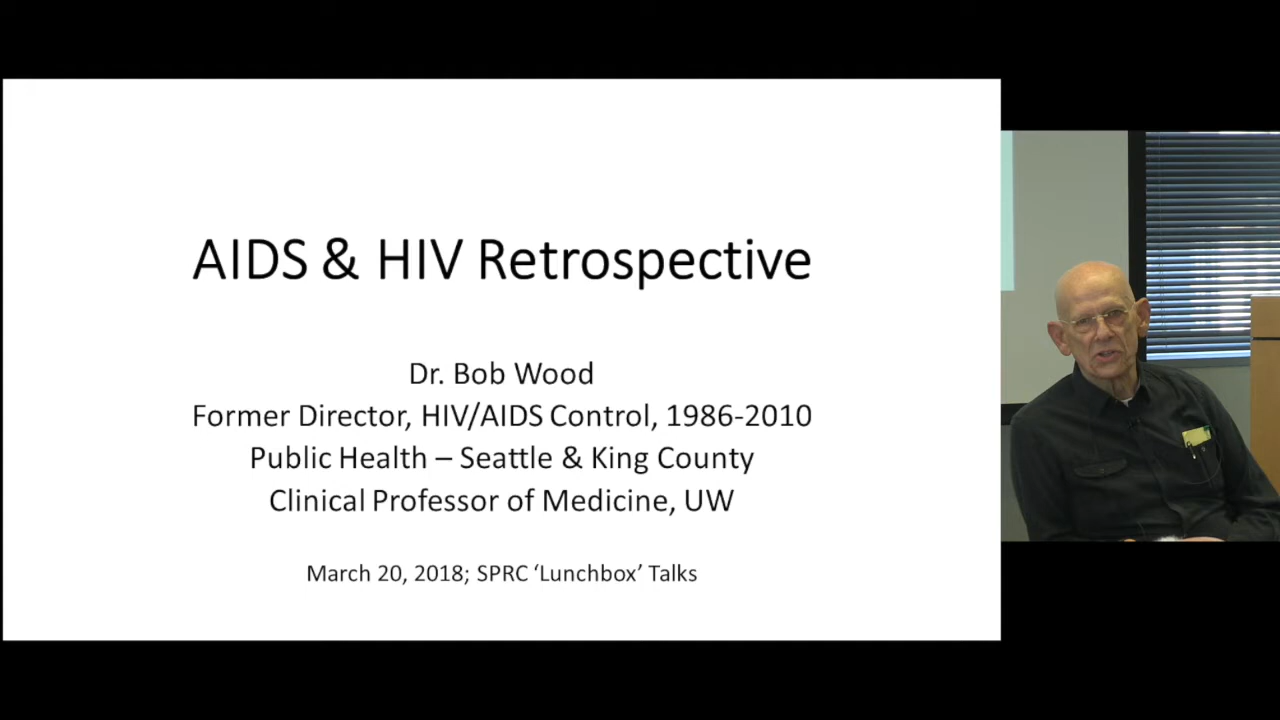 AIDS & HIV Retrospective
Dr. Bob Wood
Former Director, HIV/AIDS Control, 1986-2010
Public Health – Seattle & King County
Clinical Professor of Medicine, UW
March 20, 2018; SPRC ‘Lunchbox’ Talks